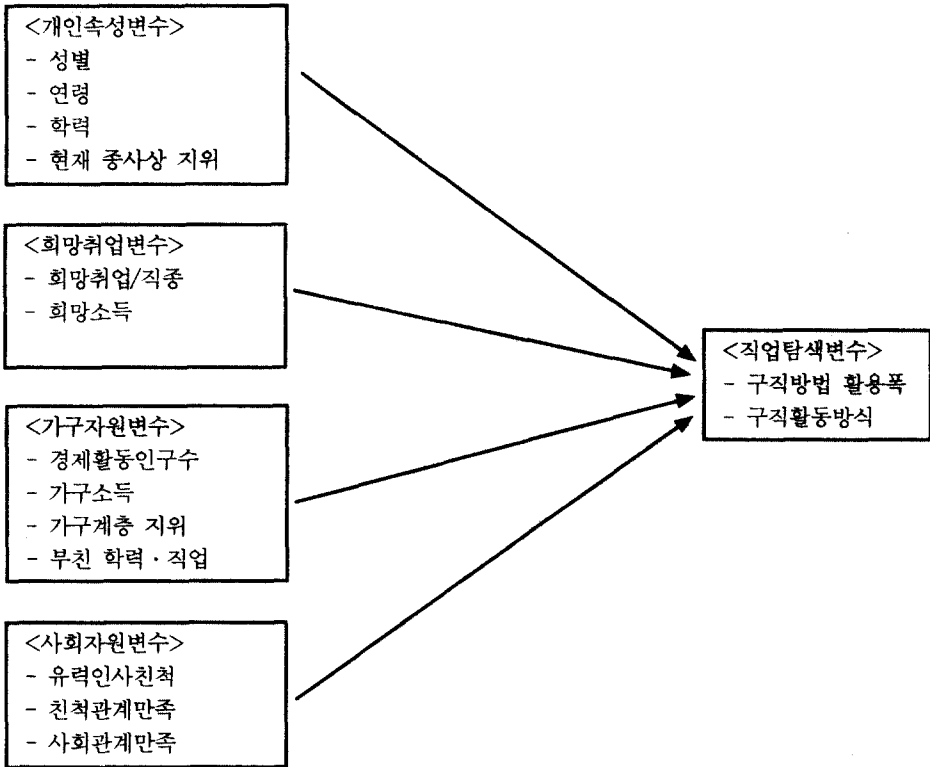 <개인속성변수>
- 성별
- 연령
- 학력
- 현재 종사상 지위
<희망취업변수>
- 희망취업/직종
- 희망소득
<가구자원변수>
- 경제활동인구수
- 가구소득
- 가구계층 지위
- 부친 학력 · 직업
<사회자원변수>
- 유력인사친척
- 친척관계만족
- 사회관계만족
<직업탐색변수>
- 구직방법 활용폭
- 구직활동방식